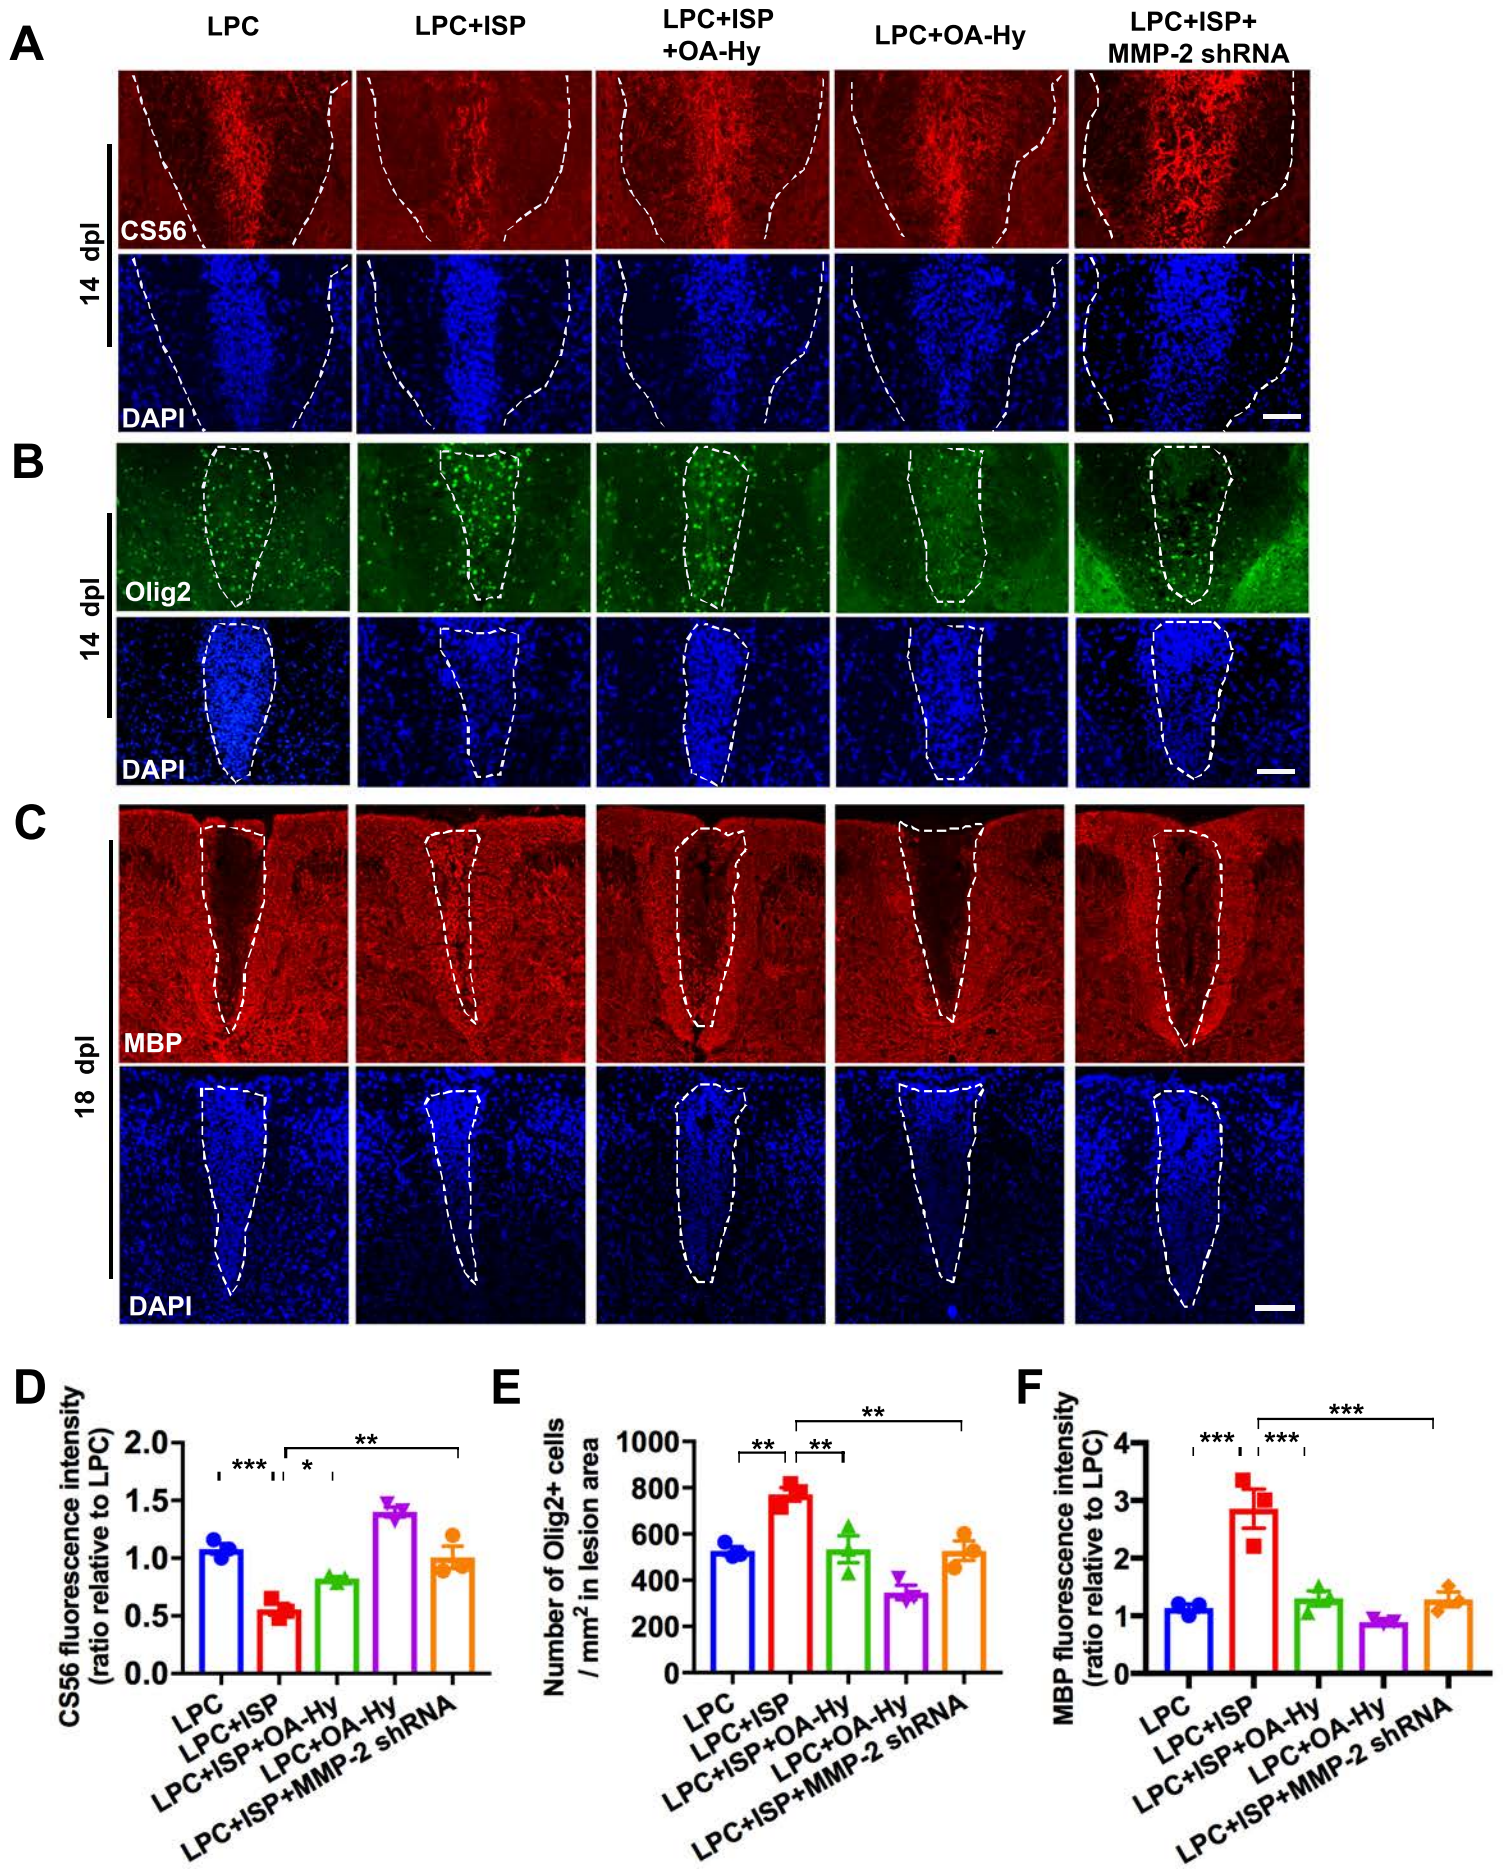 A
LPC
LPC+ISP
LPC+ISP
+OA-Hy
LPC+OA-Hy
LPC+ISP+
MMP-2 shRNA
14 dpl
CS56
DAPI
B
14 dpl
Olig2
DAPI
C
18 dpl
MBP
DAPI
D
CS56 fluorescence intensity
(ratio relative to LPC)
2.0
1.5
1.0
0.5
0.0
***
*
**
LPC
LPC+ISP
LPC+ISP+OA-Hy
LPC+OA-Hy
LPC+ISP+MMP-2 shRNA
E
Number of Olig2+ cells
/ mm² in lesion area
1000
800
600
400
200
0
**
**
**
LPC
LPC+ISP
LPC+ISP+OA-Hy
LPC+OA-Hy
LPC+ISP+MMP-2 shRNA
F
MBP fluorescence intensity
(ratio relative to LPC)
4
3
2
1
0
***
***
***
LPC
LPC+ISP
LPC+ISP+OA-Hy
LPC+OA-Hy
LPC+ISP+MMP-2 shRNA